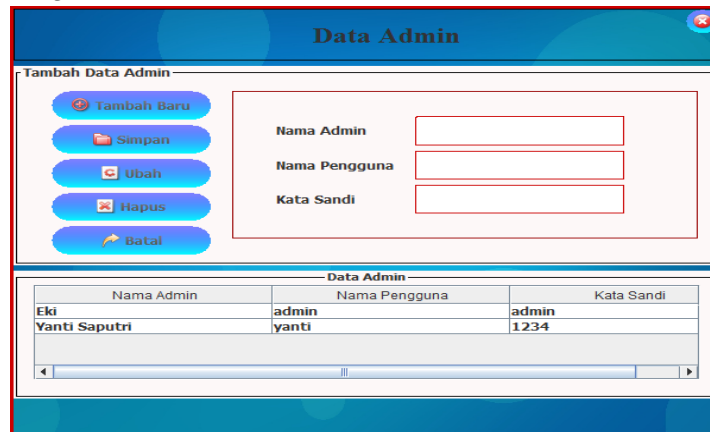 Data Admin
Tambah Data Admin
Tambah Baru
Simpan
Ubah
Hapus
Batal
Nama Admin
Nama Pengguna
Kata Sandi
Data Admin
Nama Admin Nama Pengguna Kata Sandi
Eki admin admin
Yanti Saputri yanti 1234